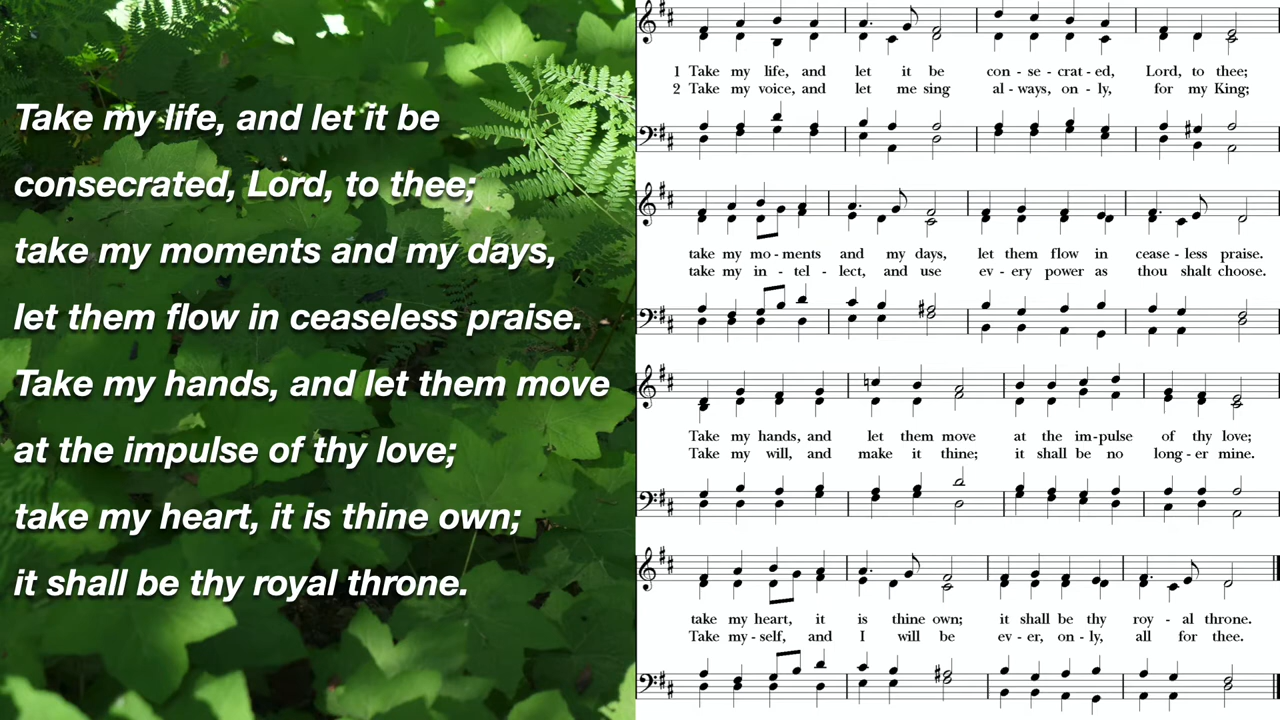 Take my life, and let it be
consecrated, Lord, to thee;
take my moments and my days,
let them flow in ceaseless praise.
Take my hands, and let them move
at the impulse of thy love;
take my heart, it is thine own;
it shall be thy royal throne.
1 Take my life, and let it be con - se - crat - ed, Lord, to thee;
2 Take my voice, and let me sing al - ways, on - ly, for my King;
take my mo - ments and my days, let them flow in cease - less praise.
take my in - tel - lect, and use ev - ery power as thou shalt choose.
Take my hands, and let them move at the im - pulse of thy love;
Take my will, and make it thine; it shall be no long - er mine.
take my heart, it is thine own; it shall be thy roy - al throne.
Take my - self, and I will be ev - er, on - ly, all for thee.